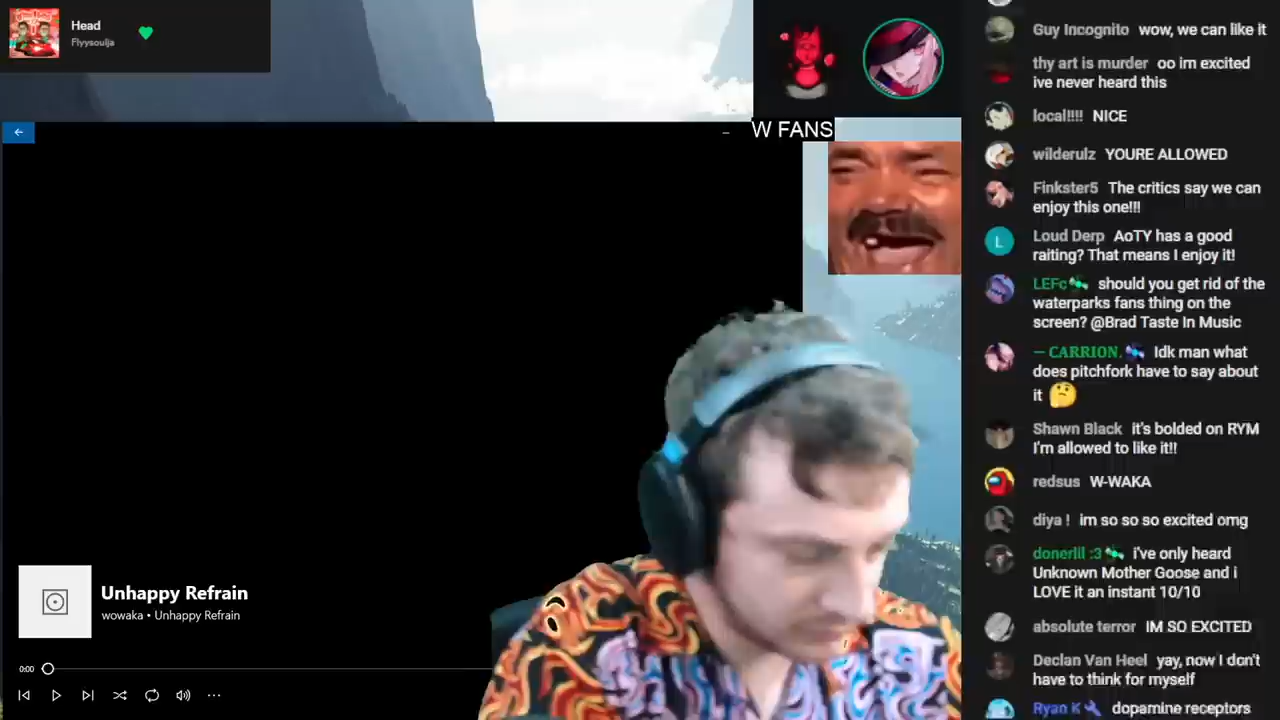 Head
Flyysoulja
W FANS
Unhappy Refrain
wowaka • Unhappy Refrain
0:00
Guy Incognito wow, we can like it
thy art is murder oo im excited
ive never heard this
local!!!! NICE
wilderulz YOURE ALLOWED
Finkster5 The critics say we can
enjoy this one!!!
L
Loud Derp AoTY has a good
raiting? That means I enjoy it!
LEFc should you get rid of the
waterparks fans thing on the
screen? @Brad Taste In Music
— CARRION. Idk man what
does pitchfork have to say about
it 🤔
Shawn Black it's bolded on RYM
I'm allowed to like it!!
redsus W-WAKA
diya ! im so so so excited omg
donerlil :3 i've only heard
Unknown Mother Goose and i
LOVE it an instant 10/10
absolute terror IM SO EXCITED
Declan Van Heel yay, now I don't
have to think for myself
Ryan K dopamine receptors